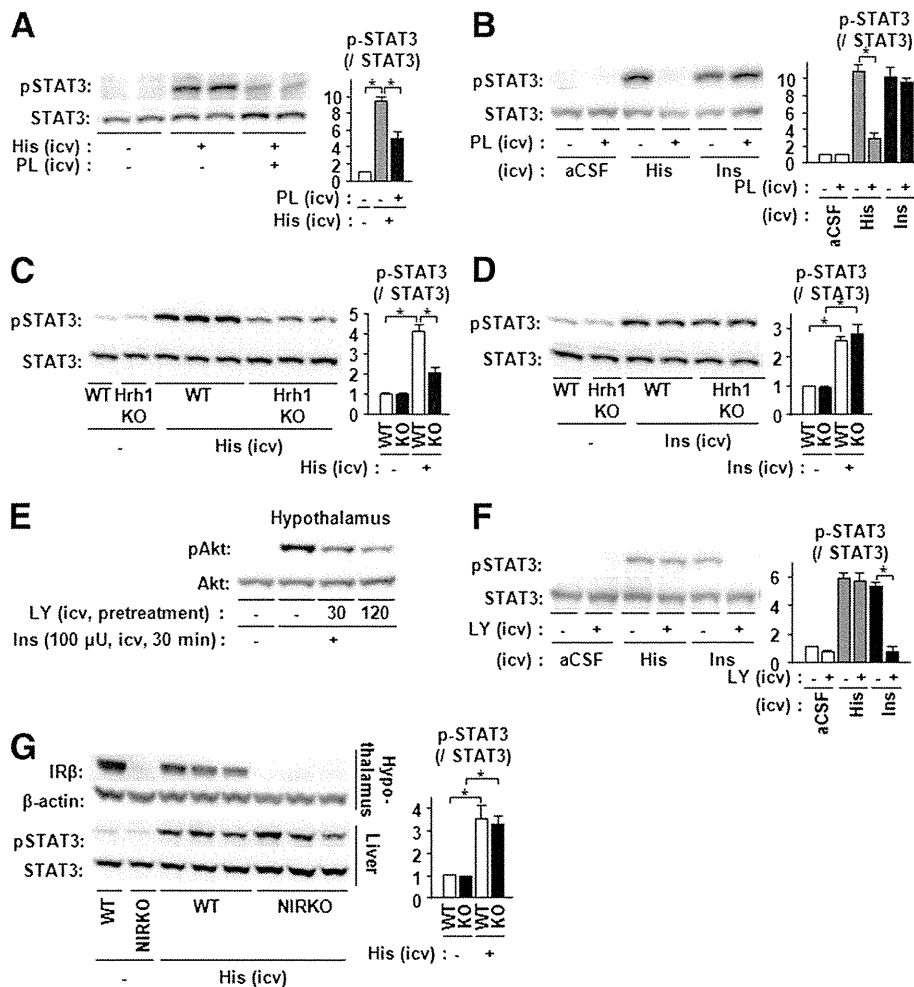 A
pSTAT3:
STAT3:
His (icv) : - + +
PL (icv) : - - +
p-STAT3
(/ STAT3)
* *
10
8
6
4
2
0
PL (icv) : - - +
His (icv) : - +
B
pSTAT3:
STAT3:
PL (icv) : - + - + - +
(icv) : aCSF His Ins
p-STAT3
(/ STAT3)
*
10
8
6
4
2
0
PL (icv) : - + - + - +
(icv) : aCSF His Ins
C
pSTAT3:
STAT3:
WT Hrh1 WT Hrh1
KO KO
- His (icv)
p-STAT3
(/ STAT3)
* *
5
4
3
2
1
0
WT KO WT KO
His (icv) : - +
D
pSTAT3:
STAT3:
WT Hrh1 WT Hrh1
KO KO
- Ins (icv)
p-STAT3
(/ STAT3)
* *
3
2
1
0
WT KO WT KO
Ins (icv) : - +
E
Hypothalamus
pAkt:
Akt:
LY (icv, pretreatment) : - - 30 120
Ins (100 µU, icv, 30 min) : - +
F
pSTAT3:
STAT3:
LY (icv) : - + - + - +
(icv) : aCSF His Ins
p-STAT3
(/ STAT3)
*
6
4
2
0
LY (icv) : - + - + - +
(icv) : aCSF His Ins
G
IRβ:
β-actin:
pSTAT3:
STAT3:
Hypo-
thalamus
Liver
WT NIRKO WT NIRKO
- His (icv)
p-STAT3
(/ STAT3)
* *
4
3
2
1
0
WT KO WT KO
His (icv) : - +